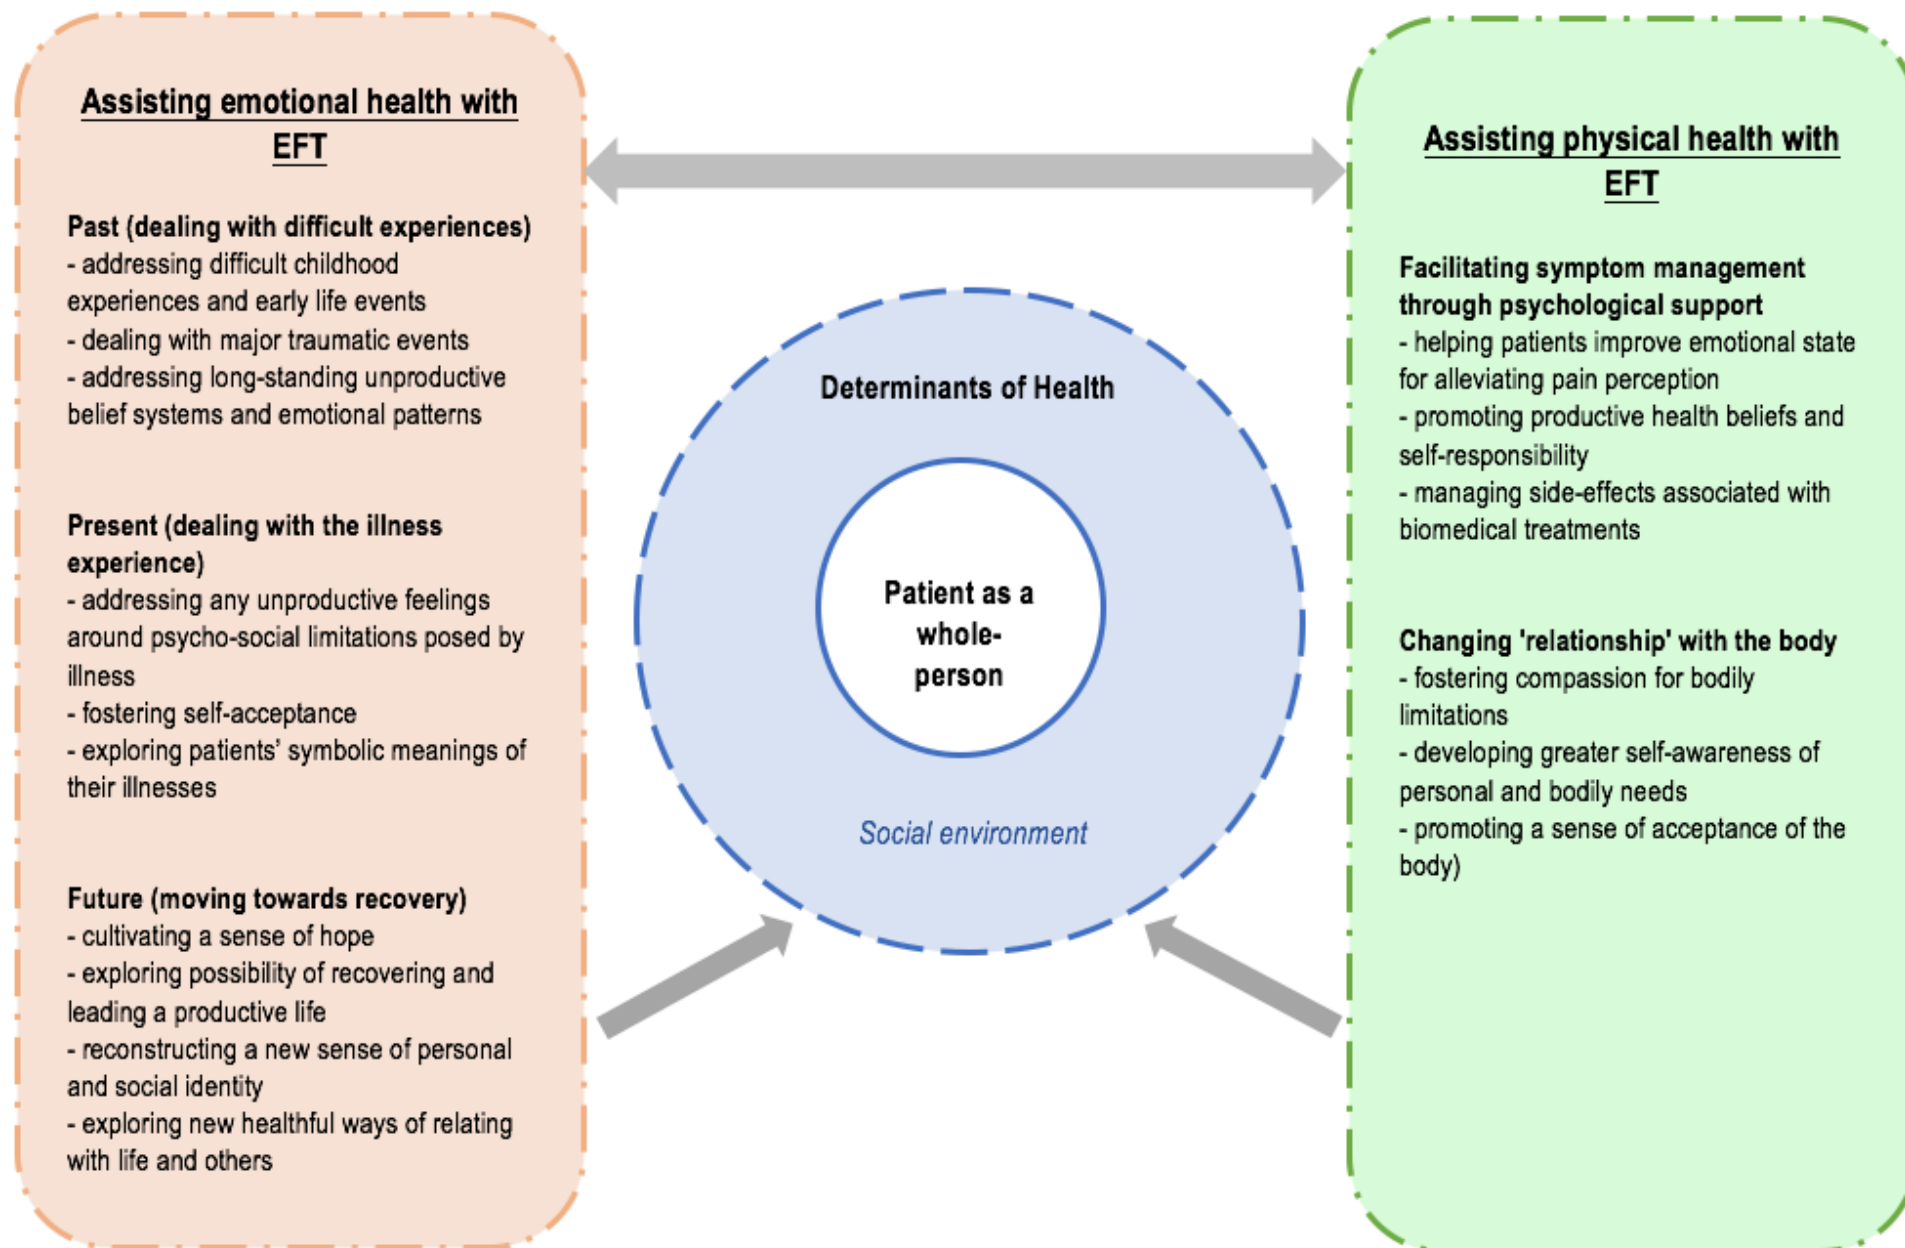 Assisting emotional health with
EFT
Past (dealing with difficult experiences)
- addressing difficult childhood
experiences and early life events
- dealing with major traumatic events
- addressing long-standing unproductive
belief systems and emotional patterns
Present (dealing with the illness
experience)
- addressing any unproductive feelings
around psycho-social limitations posed by
illness
- fostering self-acceptance
- exploring patients’ symbolic meanings of
their illnesses
Future (moving towards recovery)
- cultivating a sense of hope
- exploring possibility of recovering and
leading a productive life
- reconstructing a new sense of personal
and social identity
- exploring new healthful ways of relating
with life and others
Determinants of Health
Patient as a
whole-
person
Social environment
Assisting physical health with
EFT
Facilitating symptom management
through psychological support
- helping patients improve emotional state
for alleviating pain perception
- promoting productive health beliefs and
self-responsibility
- managing side-effects associated with
biomedical treatments
Changing 'relationship' with the body
- fostering compassion for bodily
limitations
- developing greater self-awareness of
personal and bodily needs
- promoting a sense of acceptance of the
body)